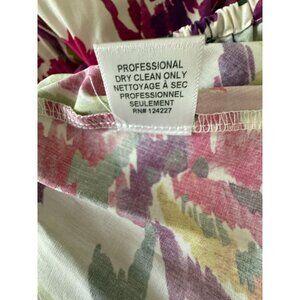 PROFESSIONAL
DRY CLEAN ONLY
NETTOYAGE À SEC
PROFESSIONNEL
SEULEMENT
RN# 124227